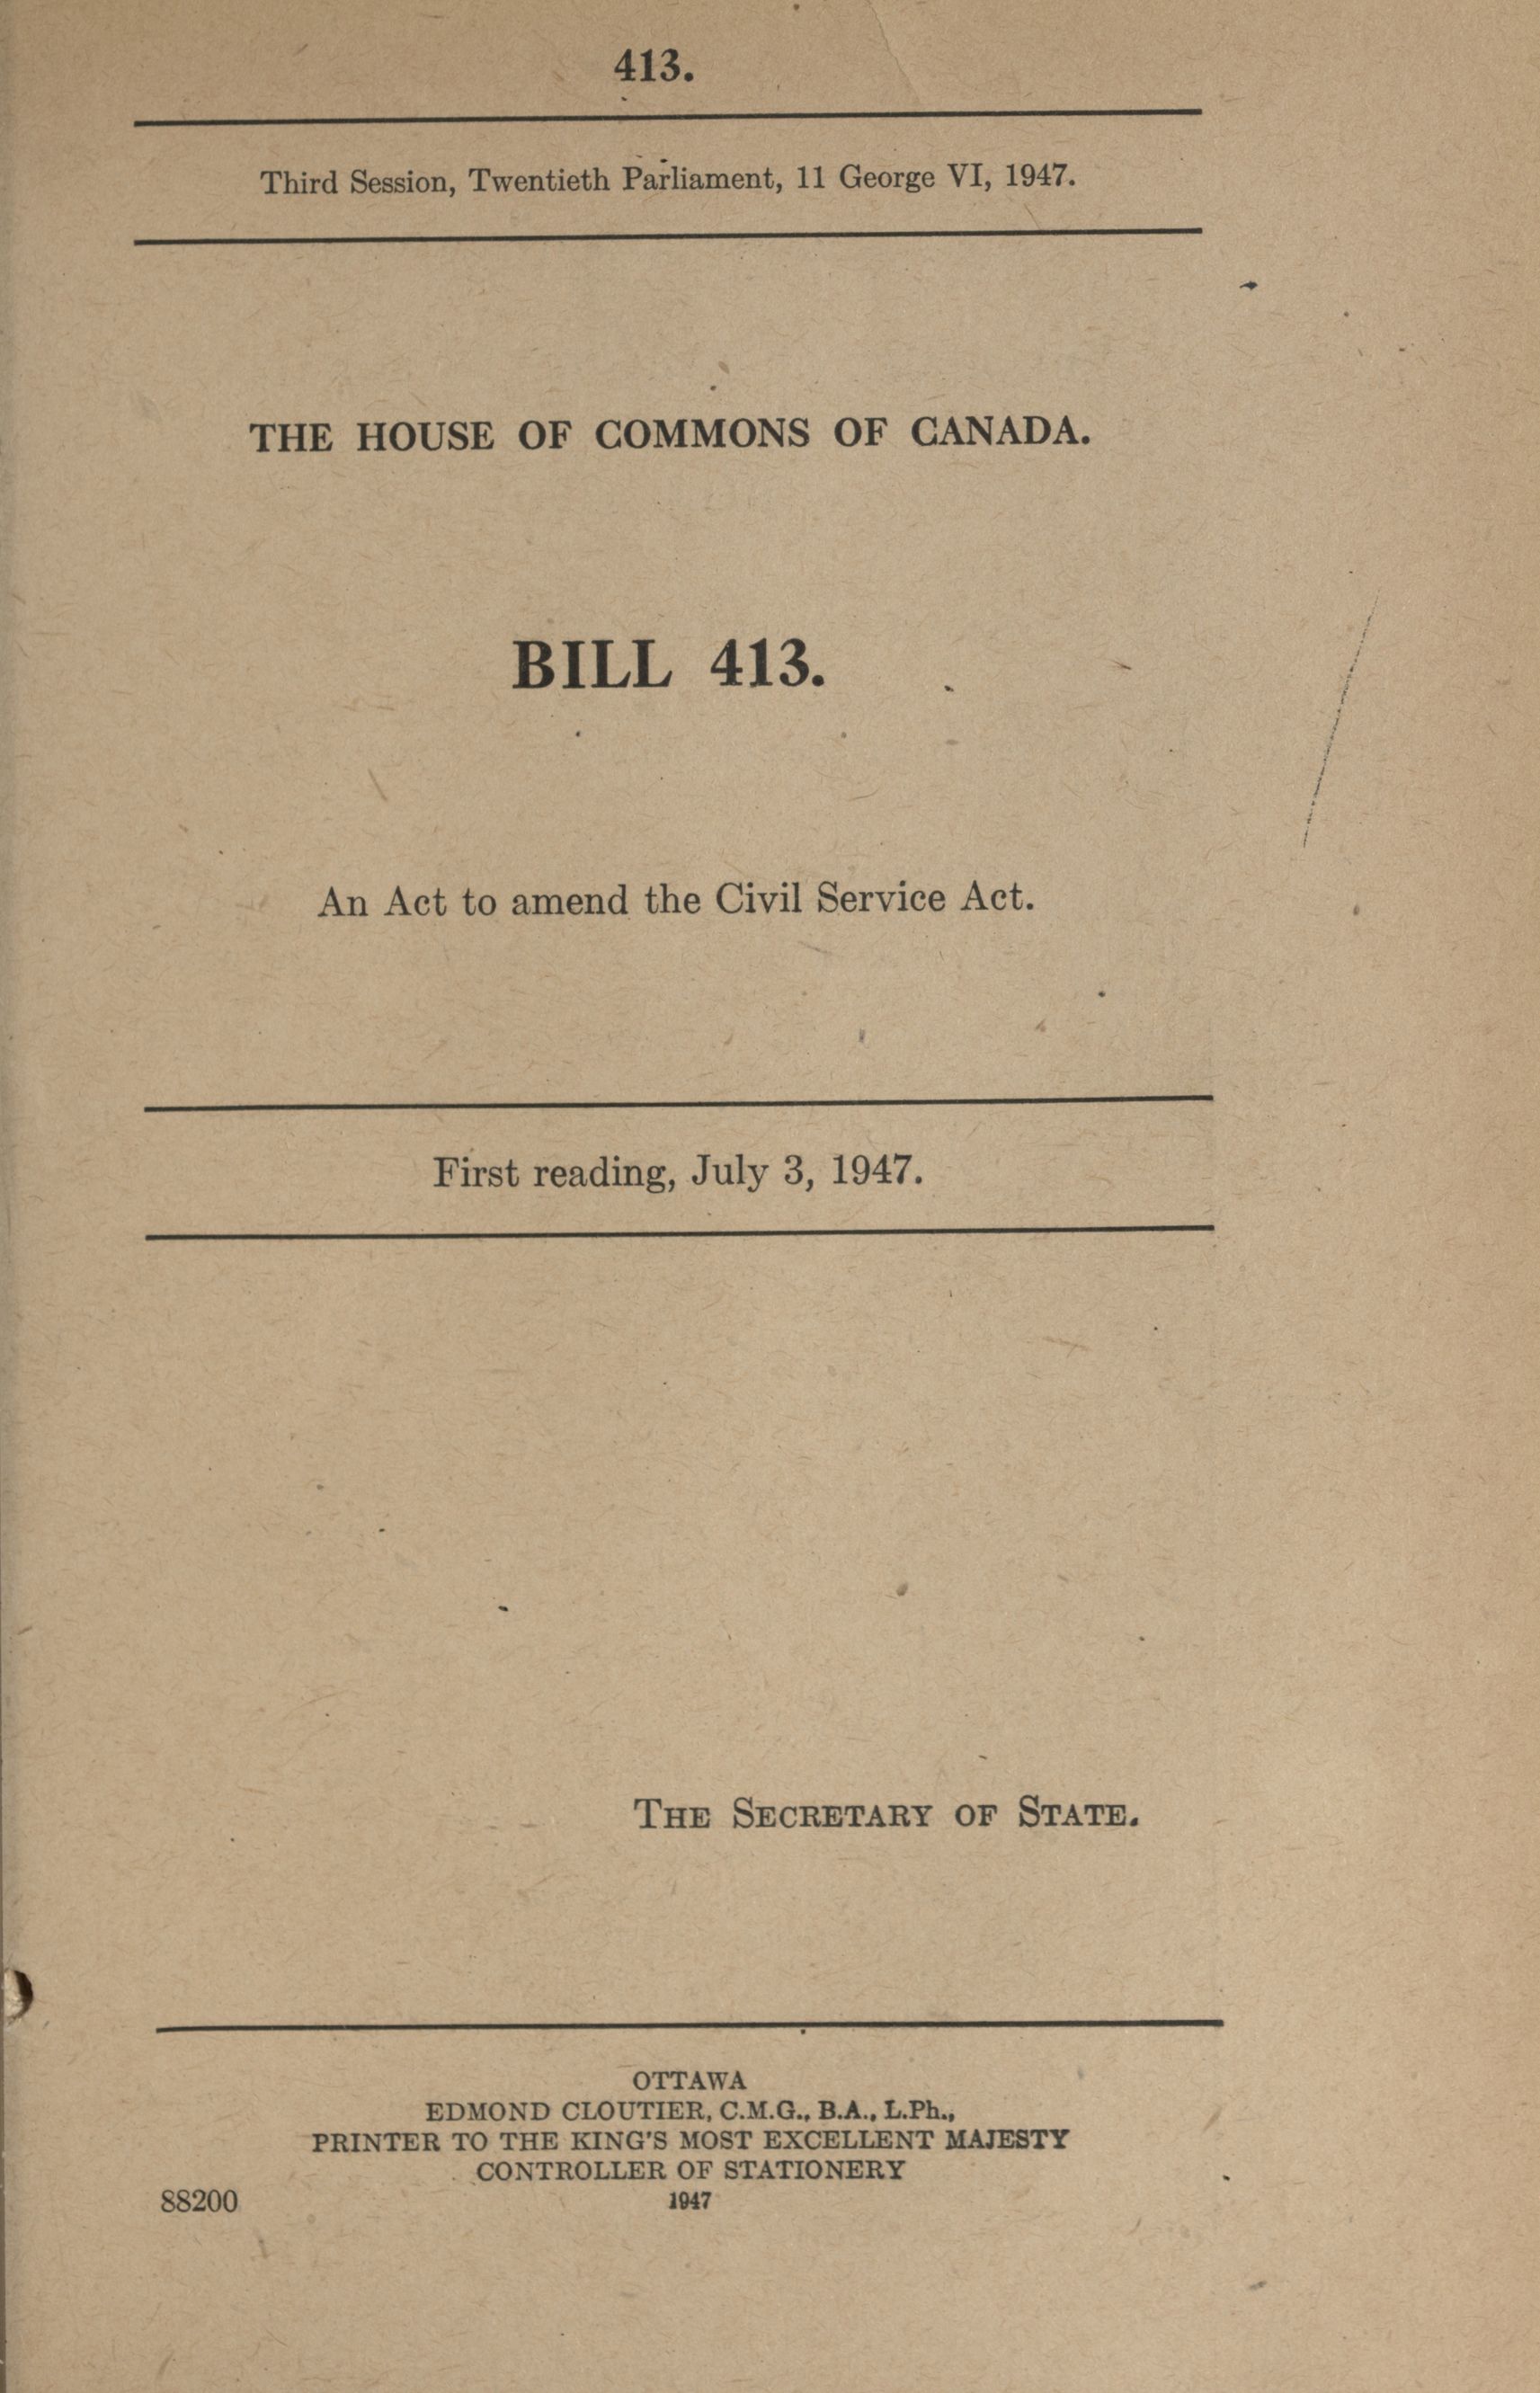 413.
Third Session, Twentieth Parliament, 11 George VI, 1947.
THE HOUSE OF COMMONS OF CANADA.
BILL 413.
An Act to amend the Civil Service Act.
First reading, July 3, 1947.
THE SECRETARY OF STATE.
OTTAWA
EDMOND CLOUTIER, C.M.G., B.A., L.Ph.,
PRINTER TO THE KING'S MOST EXCELLENT MAJESTY
CONTROLLER OF STATIONERY
88200 1947